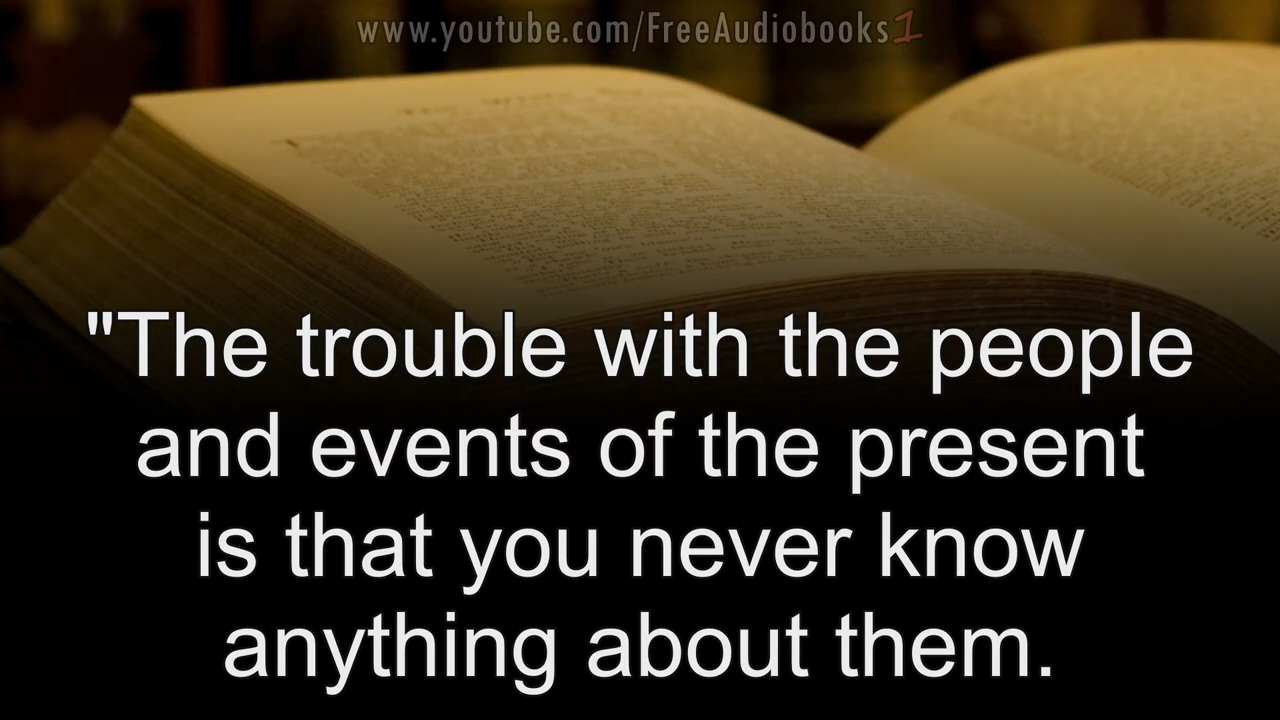 www.youtube.com/FreeAudiobooks1
"The trouble with the people
and events of the present
is that you never know
anything about them.